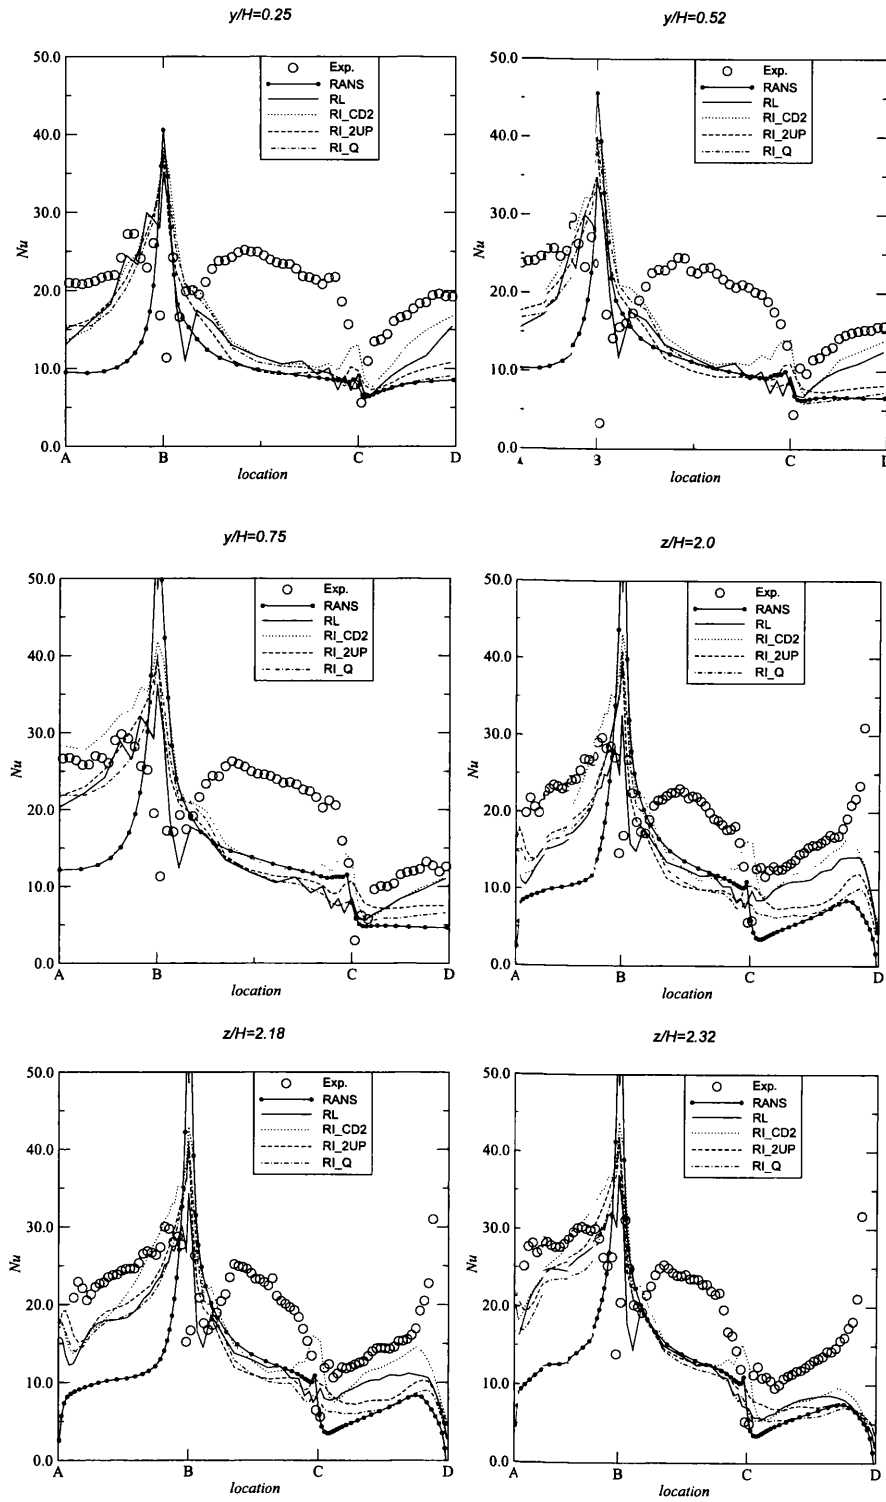 y/H=0.25
50.0
40.0
30.0
20.0
10.0
0.0
Nu
Exp.
RANS
RL
RI_CD2
RI_2UP
RI_Q
A B C D
location
y/H=0.52
50.0
40.0
30.0
20.0
10.0
0.0
Nu
Exp.
RANS
RL
RI_CD2
RI_2UP
RI_Q
C
location
y/H=0.75
50.0
40.0
30.0
20.0
10.0
0.0
Nu
Exp.
RANS
RL
RI_CD2
RI_2UP
RI_Q
A B C D
location
z/H=2.0
50.0
40.0
30.0
20.0
10.0
0.0
Nu
Exp.
RANS
RL
RI_CD2
RI_2UP
RI_Q
A B C D
location
z/H=2.18
50.0
40.0
30.0
20.0
10.0
0.0
Nu
Exp.
RANS
RL
RI_CD2
RI_2UP
RI_Q
A B C D
location
z/H=2.32
50.0
40.0
30.0
20.0
10.0
0.0
Nu
Exp.
RANS
RL
RI_CD2
RI_2UP
RI_Q
A B C D
location